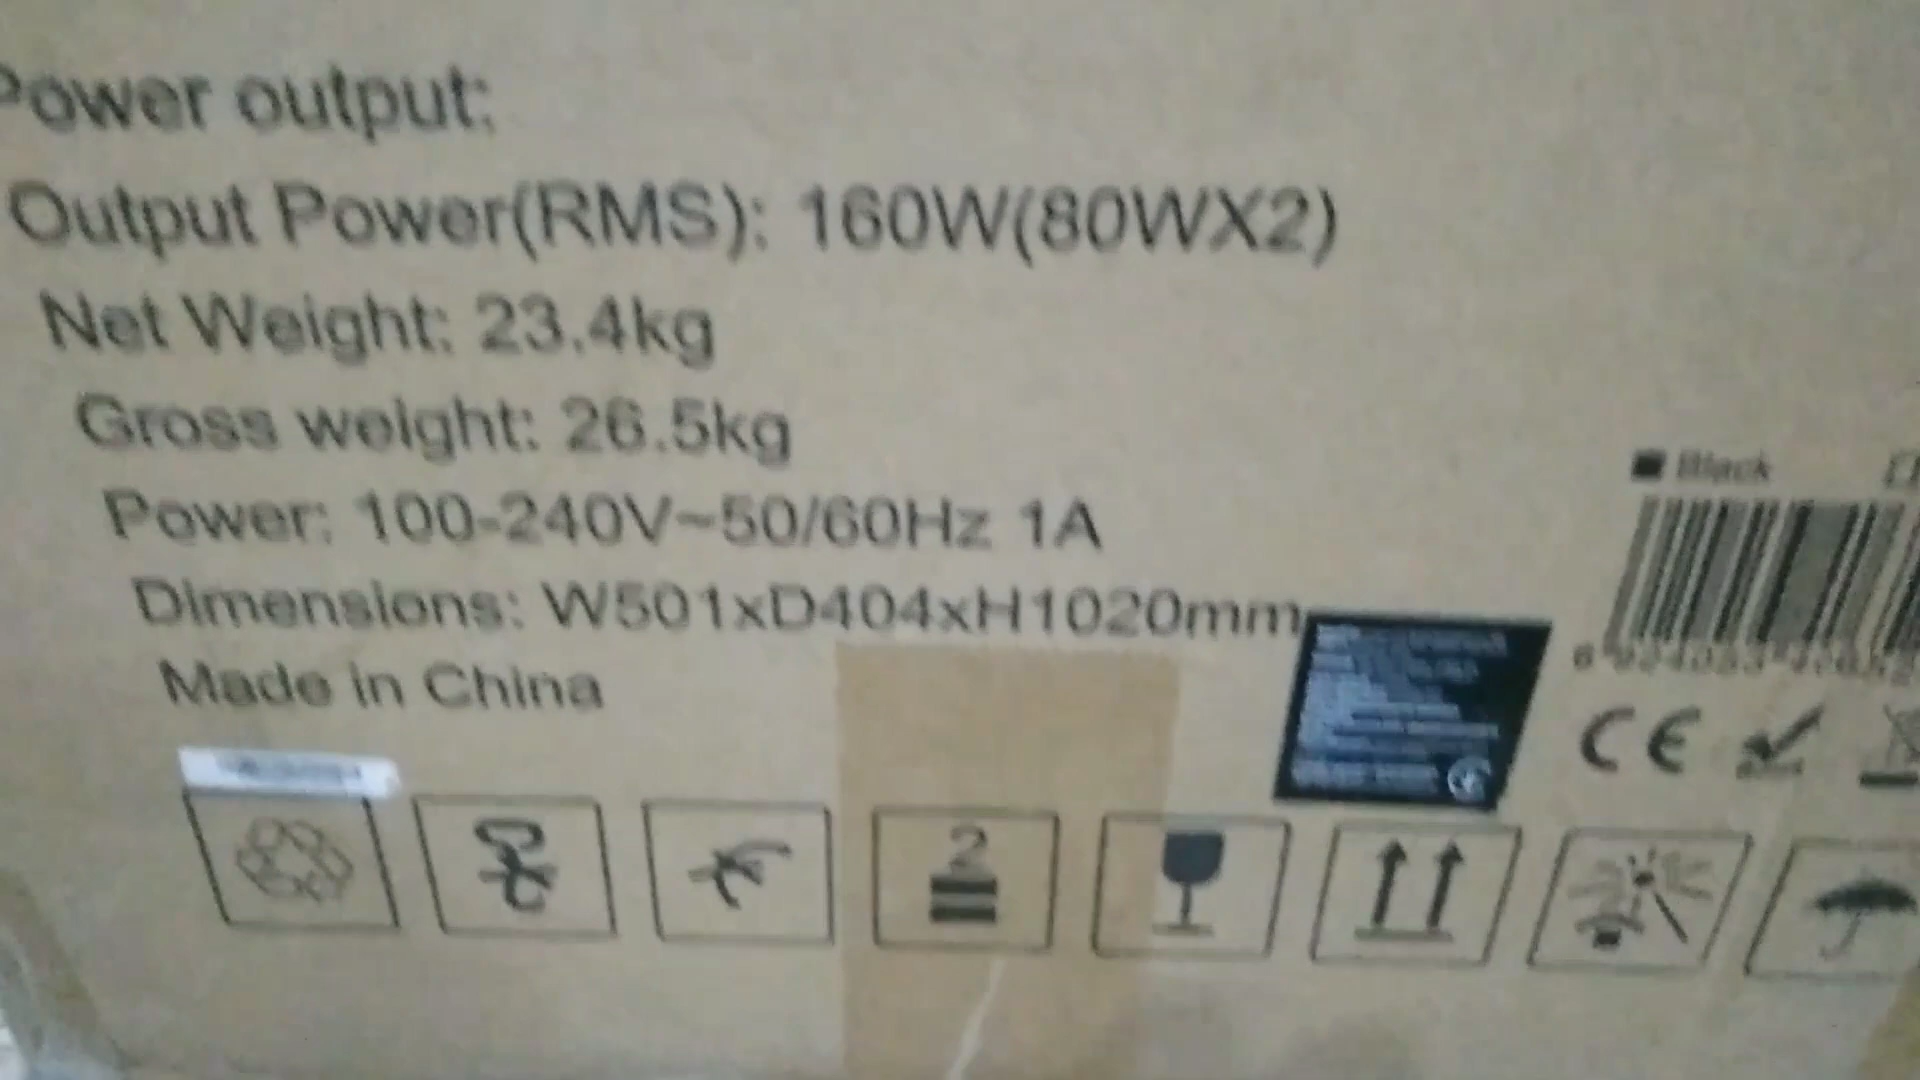 Power output:
Output Power(RMS): 160W(80WX2)
Net Weight: 23.4kg
Gross weight: 26.5kg
Power: 100-240V~50/60Hz 1A
Dimensions: W501xD404xH1020mm
Made in China
Black
CE
2